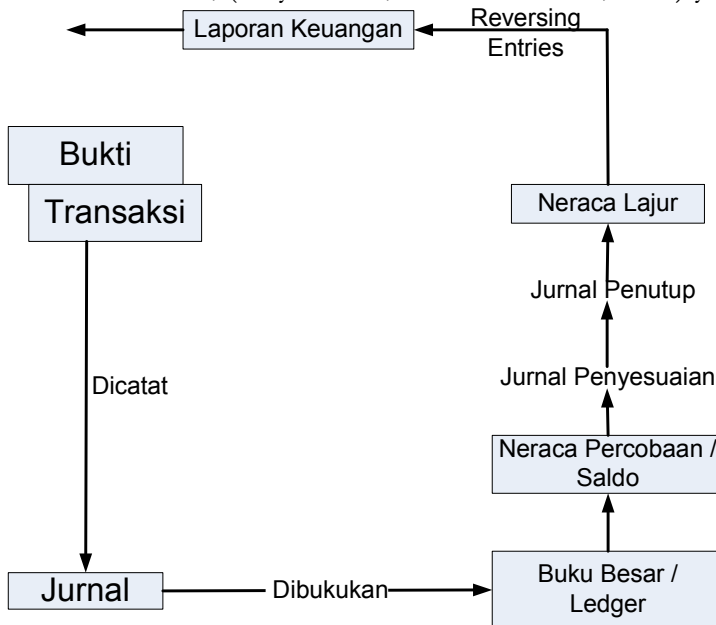 Laporan Keuangan
Reversing
Entries
Bukti
Transaksi
Neraca Lajur
Jurnal Penutup
Dicatat
Jurnal Penyesuaian
Neraca Percobaan /
Saldo
Jurnal
Dibukukan
Buku Besar /
Ledger